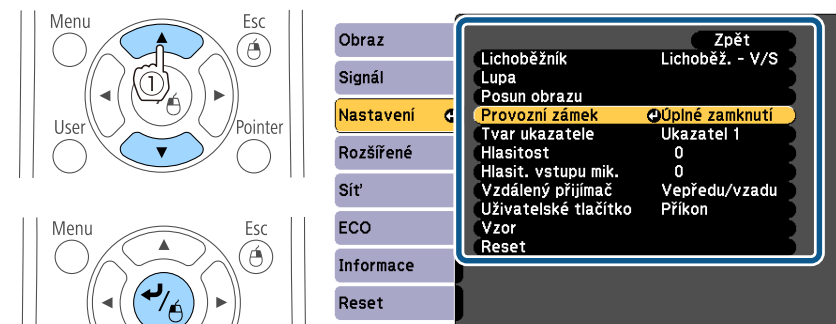 Menu
Esc
①
User
Pointer
Menu
Esc
Obraz
Signál
Nastavení
Rozšířené
Síť
ECO
Informace
Reset
Zpět
Lichoběžník Lichoběž. - V/S
Lupa
Posun obrazu
Provozní zámek Úplné zamknutí
Tvar ukazatele Ukazatel 1
Hlasitost 0
Hlasit. vstupu mik. 0
Vzdálený přijímač Vepředu/vzadu
Uživatelské tlačítko Příkon
Vzor
Reset